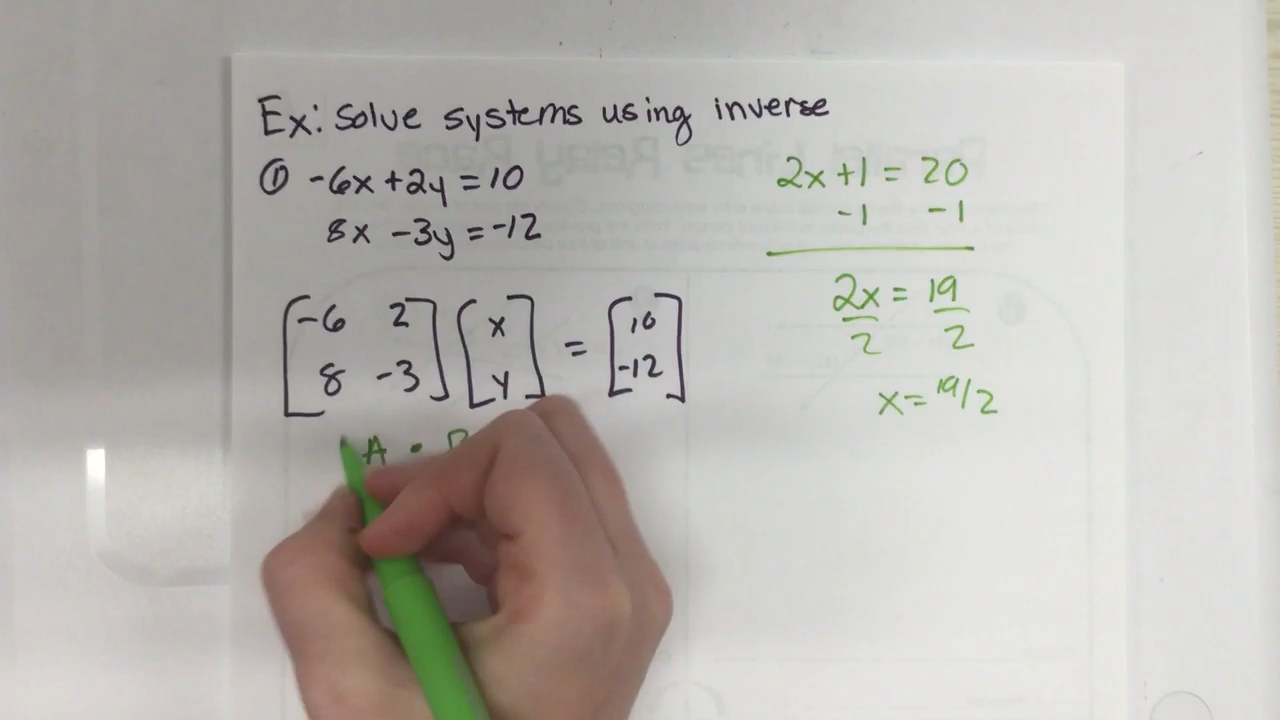 Ex: Solve systems using inverse
① -6x+2y=10
8x -3y=-12
-6 2 x = 10
8 -3 y -12
A •
2x+1=20
-1 -1
2x = 19
2 2
x=19/2